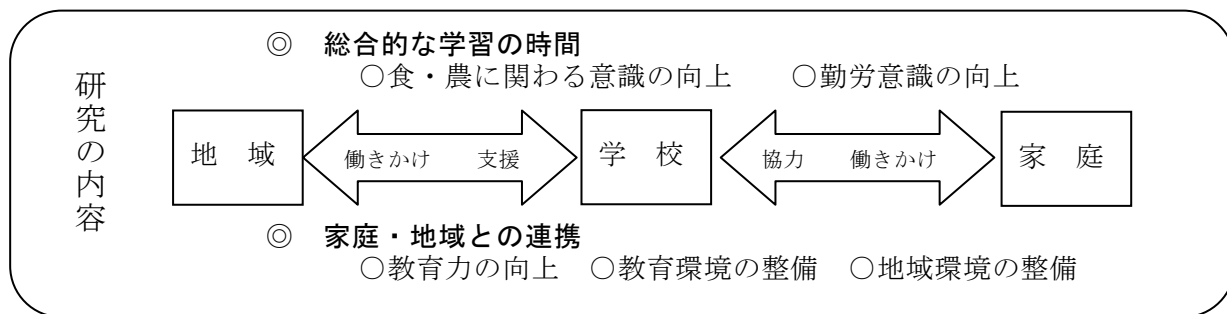 研究の内容
◎ 総合的な学習の時間
○食・農に関わる意識の向上 ○勤労意識の向上
地 域 働きかけ 支援 学 校 協力 働きかけ 家 庭
◎ 家庭・地域との連携
○教育力の向上 ○教育環境の整備 ○地域環境の整備